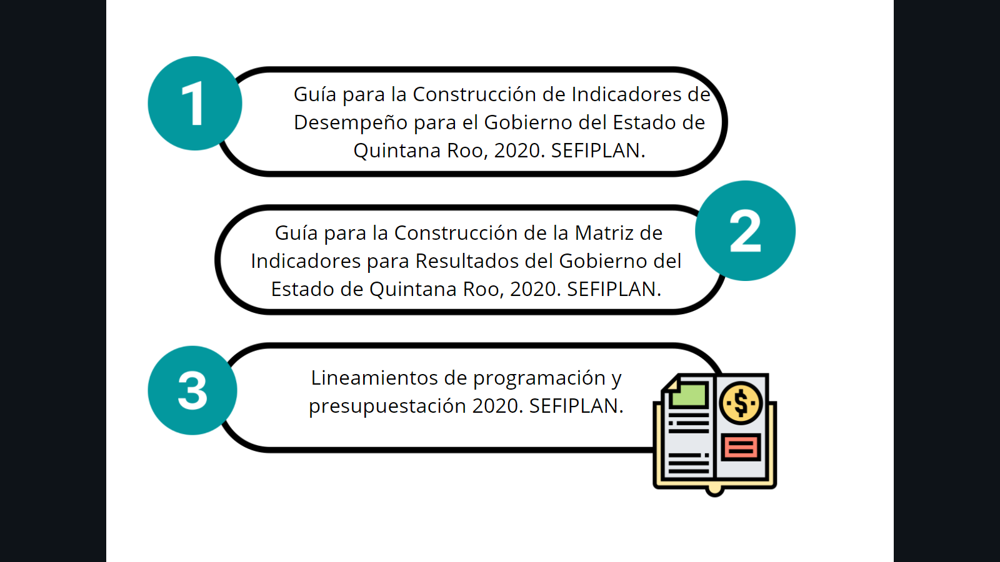 1
Guía para la Construcción de Indicadores de
Desempeño para el Gobierno del Estado de
Quintana Roo, 2020. SEFIPLAN.
2
Guía para la Construcción de la Matriz de
Indicadores para Resultados del Gobierno del
Estado de Quintana Roo, 2020. SEFIPLAN.
3
Lineamientos de programación y
presupuestación 2020. SEFIPLAN.
$